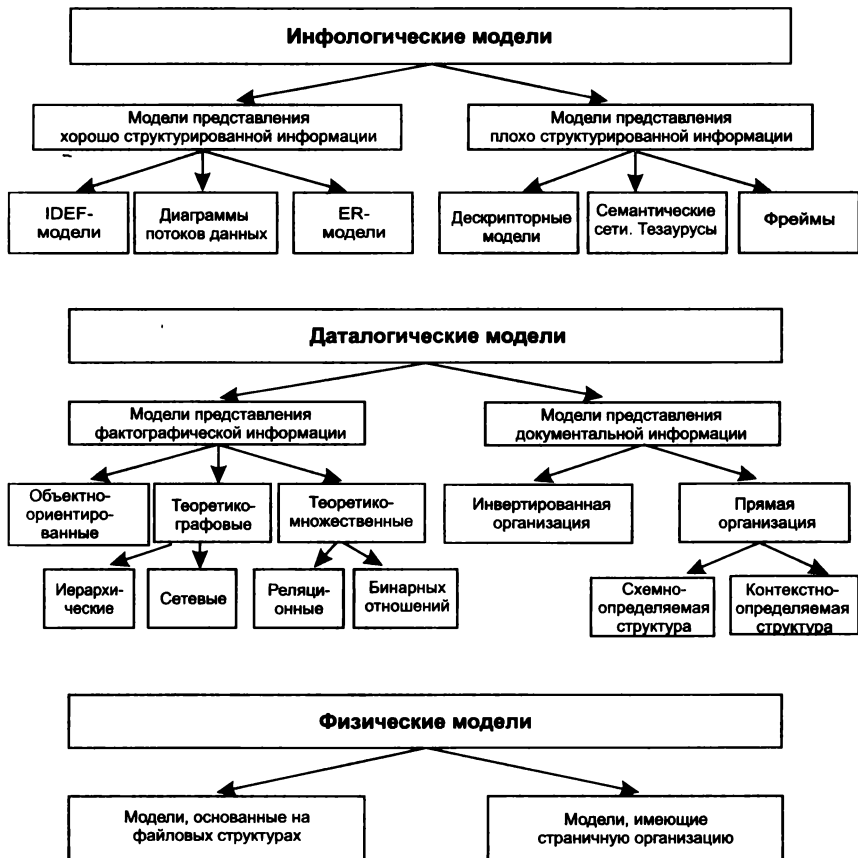 Инфологические модели
Модели представления
хорошо структурированной информации
Модели представления
плохо структурированной информации
IDEF-
модели
Диаграммы
потоков данных
ER-
модели
Дескрипторные
модели
Семантические
сети. Тезаурусы
Фреймы
Даталогические модели
Модели представления
фактографической информации
Модели представления
документальной информации
Объектно-
ориентиро-
ванные
Теоретико-
графовые
Теоретико-
множественные
Инвертированная
организация
Прямая
организация
Иерархи-
ческие
Сетевые
Реляци-
онные
Бинарных
отношений
Схемно-
определяемая
структура
Контекстно-
определяемая
структура
Физические модели
Модели, основанные на
файловых структурах
Модели, имеющие
страничную организацию